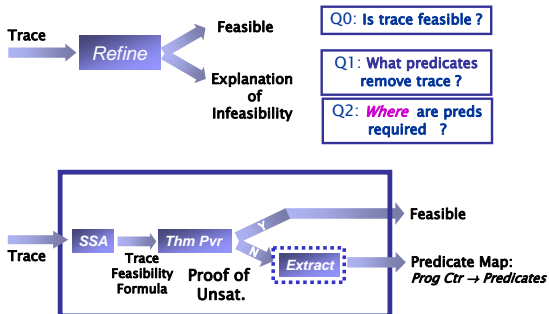 Trace
Refine
Feasible
Explanation
of
Infeasibility
Q0: Is trace feasible ?
Q1: What predicates
remove trace ?
Q2: Where are preds
required ?
Trace
SSA
Trace
Feasibility
Formula
Thm Pvr
Y
N
Proof of
Unsat.
Extract
Feasible
Predicate Map:
Prog Ctr → Predicates